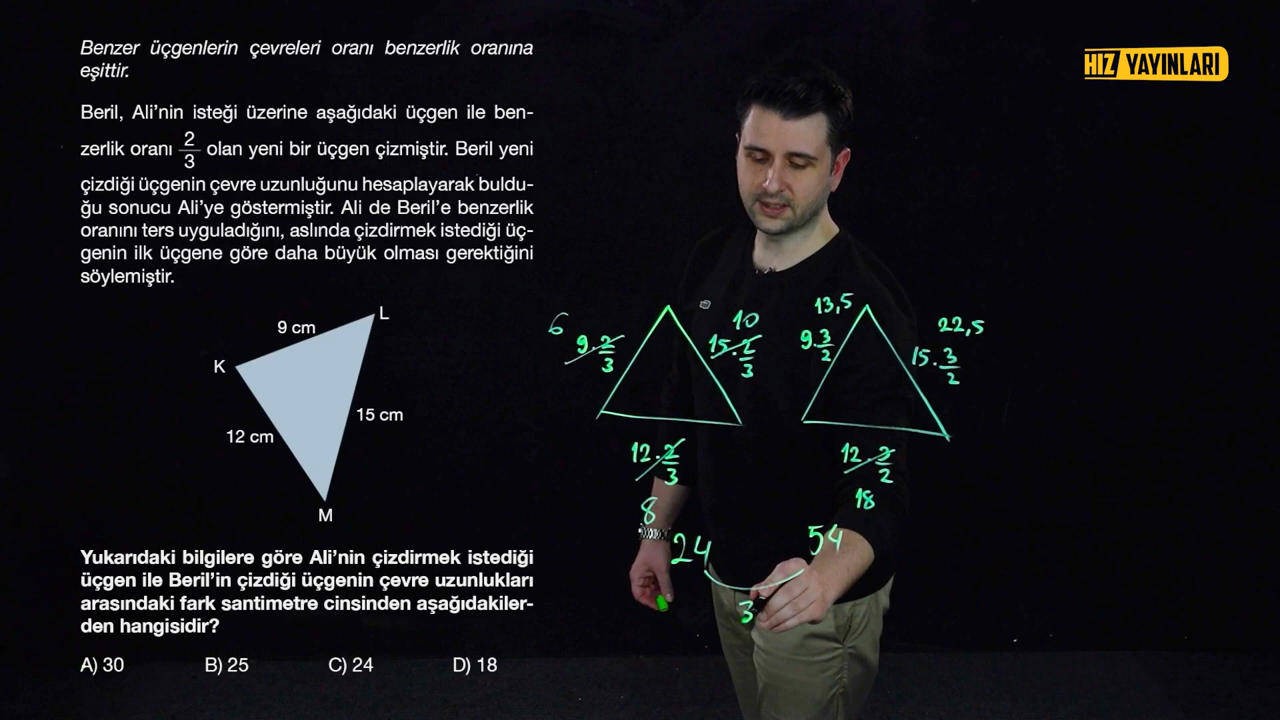 Benzer üçgenlerin çevreleri oranı benzerlik oranına
eşittir.
Beril, Ali'nin isteği üzerine aşağıdaki üçgen ile ben-
zerlik oranı 2/3 olan yeni bir üçgen çizmiştir. Beril yeni
çizdiği üçgenin çevre uzunluğunu hesaplayarak buldu-
ğu sonucu Ali'ye göstermiştir. Ali de Beril'e benzerlik
oranını ters uyguladığını, aslında çizdirmek istediği üç-
genin ilk üçgene göre daha büyük olması gerektiğini
söylemiştir.
9 cm
L
K
15 cm
12 cm
M
Yukarıdaki bilgilere göre Ali'nin çizdirmek istediği
üçgen ile Beril'in çizdiği üçgenin çevre uzunlukları
arasındaki fark santimetre cinsinden aşağıdakiler-
den hangisidir?
A) 30 B) 25 C) 24 D) 18
HIZ YAYINLARI
6
9.2/3
10
15.2/3
12.2/3
8
24
13,5
9.3/2
22,5
15.3/2
12.3/2
18
54
3